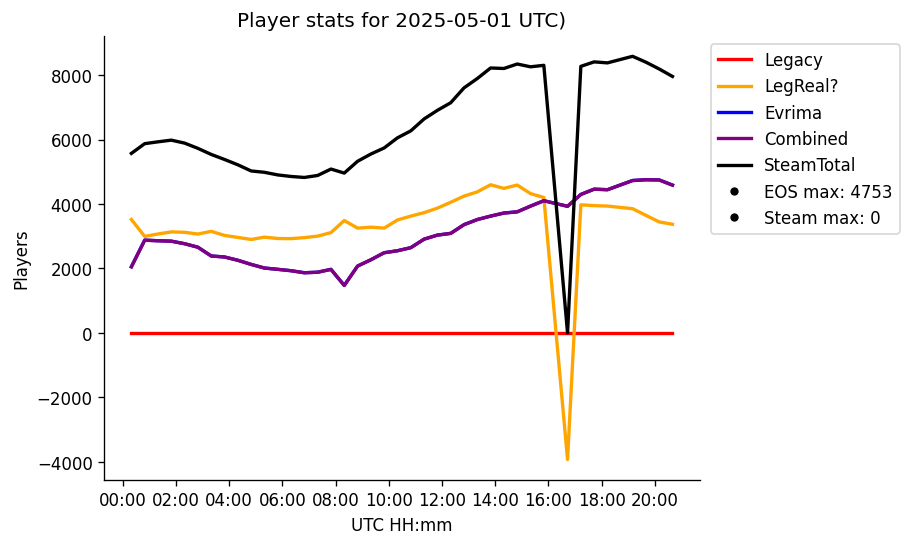 Player stats for 2025-05-01 UTC)
Players
8000
6000
4000
2000
0
−2000
−4000
00:00 02:00 04:00 06:00 08:00 10:00 12:00 14:00 16:00 18:00 20:00
UTC HH:mm
Legacy
LegReal?
Evrima
Combined
SteamTotal
EOS max: 4753
Steam max: 0